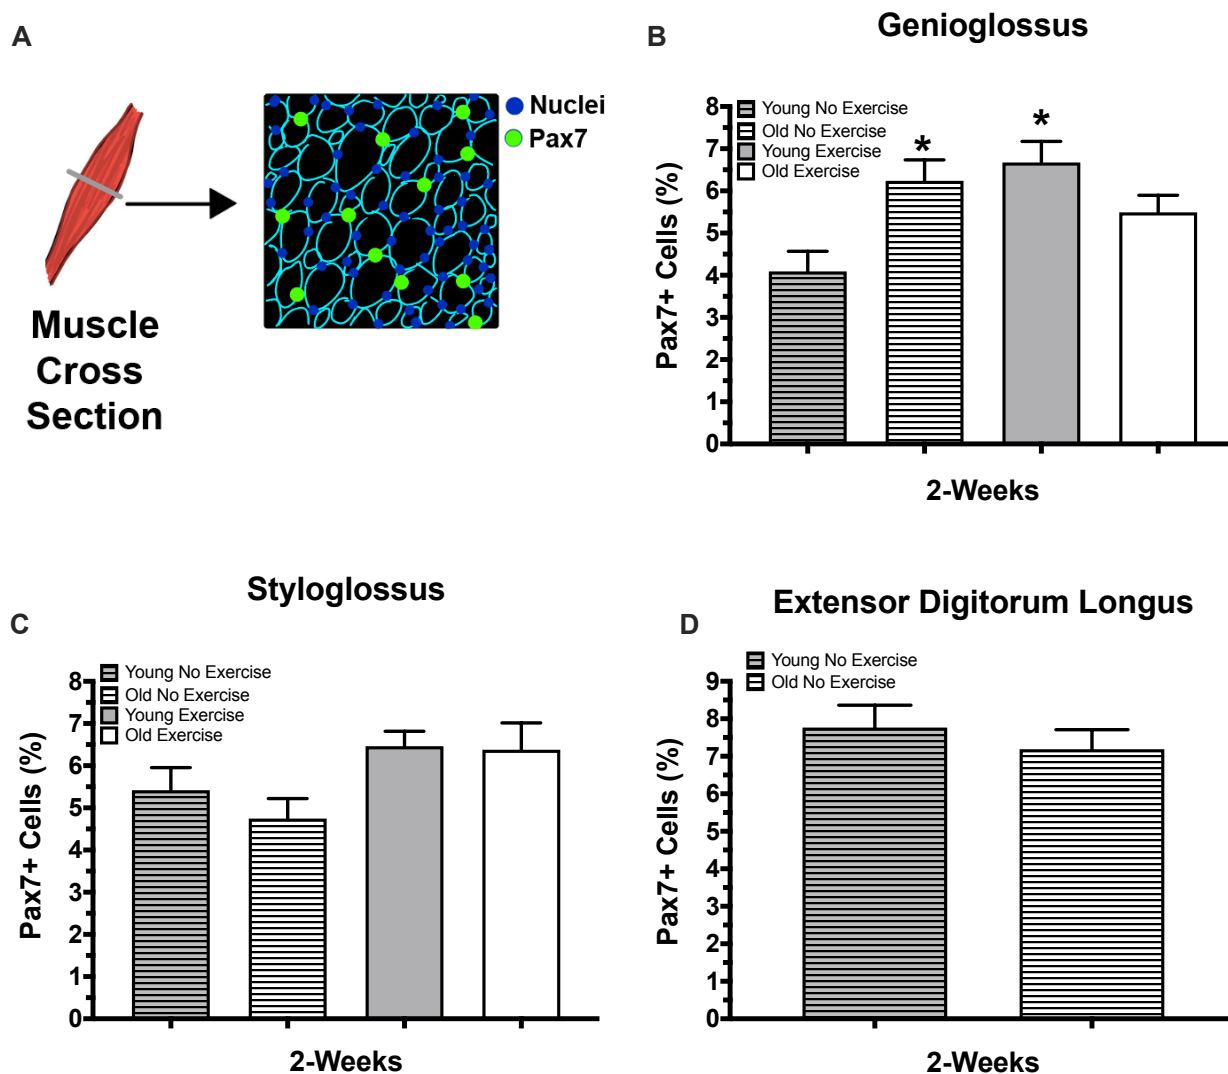 A
Nuclei
Pax7
Muscle
Cross
Section
B
Genioglossus
Young No Exercise
Old No Exercise
Young Exercise
Old Exercise
Pax7+ Cells (%)
8
7
6
5
4
3
2
1
0
*
*
2-Weeks
C
Styloglossus
Young No Exercise
Old No Exercise
Young Exercise
Old Exercise
Pax7+ Cells (%)
8
7
6
5
4
3
2
1
0
2-Weeks
D
Extensor Digitorum Longus
Young No Exercise
Old No Exercise
Pax7+ Cells (%)
9
8
7
6
5
4
3
2
1
0
2-Weeks